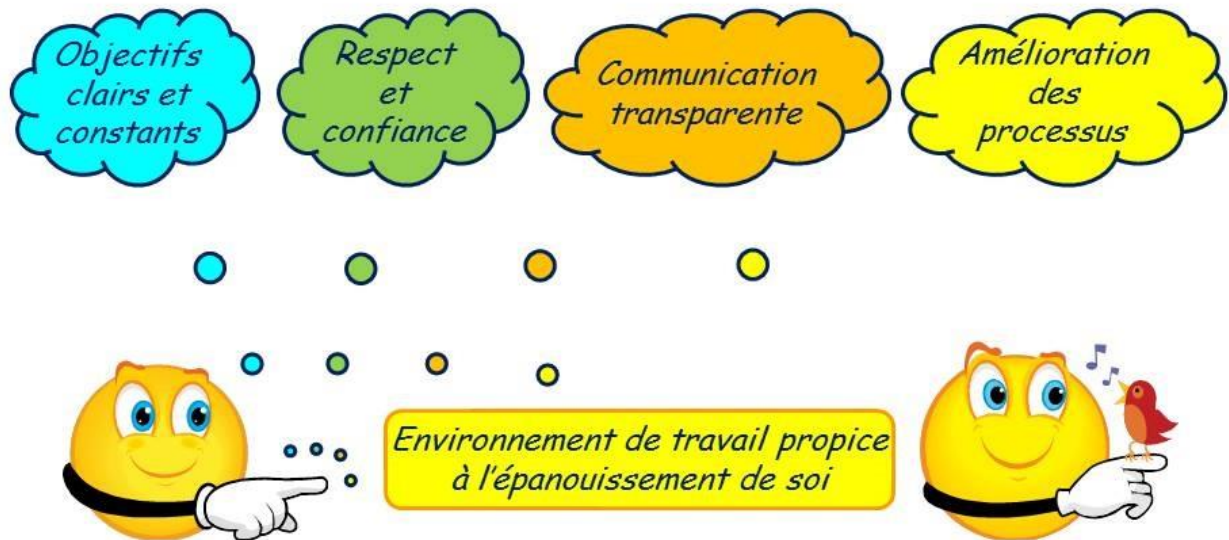 Objectifs
clairs et
constants
Respect
et
confiance
Communication
transparente
Amélioration
des
processus
Environnement de travail propice
à l'épanouissement de soi